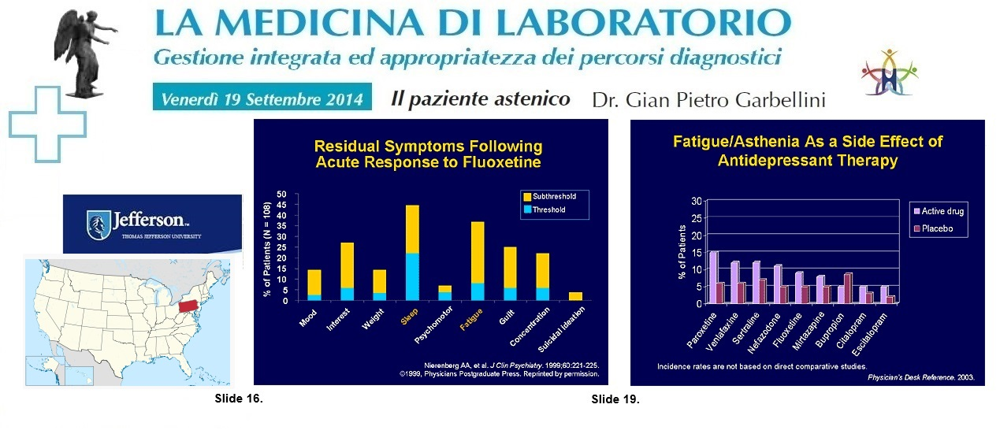 LA MEDICINA DI LABORATORIO
Gestione integrata ed appropriatezza dei percorsi diagnostici
Venerdì 19 Settembre 2014 Il paziente astenico Dr. Gian Pietro Garbellini
H
Jefferson™
THOMAS JEFFERSON UNIVERSITY
Residual Symptoms Following
Acute Response to Fluoxetine
% of Patients (N = 108)
50
45
40
35
30
25
20
15
10
5
0
Subthreshold
Threshold
Mood
Interest
Weight
Sleep
Psychomotor
Fatigue
Guilt
Concentration
Suicidal ideation
Nierenberg AA, et al. J Clin Psychiatry. 1999;60:221-225.
©1999, Physicians Postgraduate Press. Reprinted by permission.
Slide 16.
Fatigue/Asthenia As a Side Effect of
Antidepressant Therapy
% of Patients
30
25
20
15
10
5
0
Active drug
Placebo
Paroxetine
Venlafaxine
Sertraline
Nefazodone
Fluoxetine
Mirtazapine
Bupropion
Citalopram
Escitalopram
Incidence rates are not based on direct comparative studies.
Physician's Desk Reference. 2003.
Slide 19.